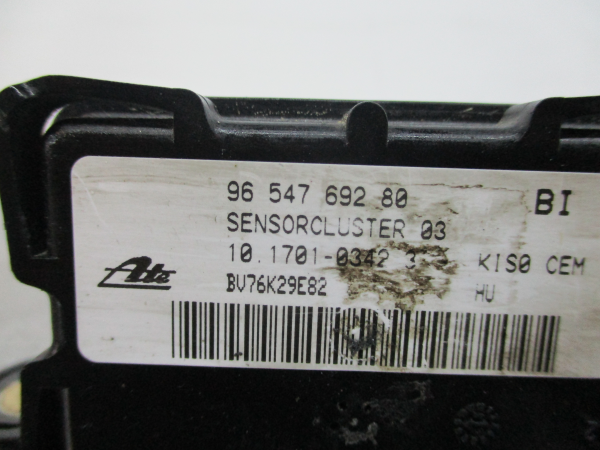 96 547 692 80 BI
SENSORCLUSTER 03
10.1701-0342 KIS0 CEM
Ate
BV76K29E82 HU